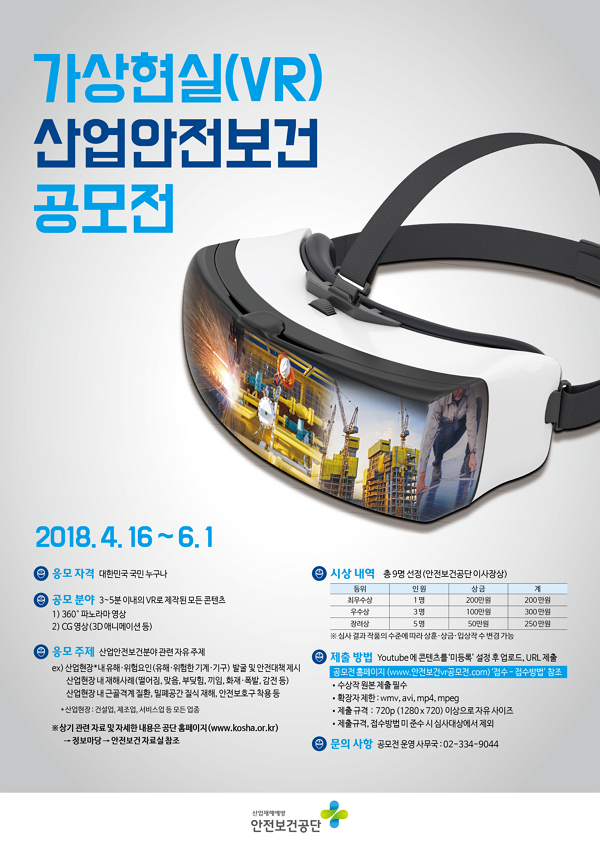 가상현실(VR)
산업안전보건
공모전
2018. 4. 16 ~ 6. 1
응모 자격 대한민국 국민 누구나
공모 분야 3~5분 이내의 VR로 제작된 모든 콘텐츠
1) 360˚ 파노라마 영상
2) CG 영상(3D 애니메이션 등)
응모 주제 산업안전보건분야 관련 자유 주제
ex) 산업현장*내 유해·위험요인(유해·위험한 기계·기구) 발굴 및 안전대책 제시
산업현장 내 재해사례(떨어짐, 맞음, 부딪힘, 끼임, 화재·폭발, 감전 등)
산업현장 내 근골격계 질환, 밀폐공간 질식 재해, 안전보호구 착용 등
* 산업현장 : 건설업, 제조업, 서비스업 등 모든 업종
※상기 관련 자료 및 자세한 내용은 공단 홈페이지(www.kosha.or.kr)
→ 정보마당 → 안전보건 자료실 참조
시상 내역 총 9명 선정 (안전보건공단 이사장상)
등위 인 원 상 금 계
최우수상 1 명 200만원 200 만원
우수상 3 명 100만원 300 만원
장려상 5 명 50만원 250 만원
※ 심사 결과 작품의 수준에 따라 상훈·상금·입상작 수 변경 가능
제출 방법 Youtube에 콘텐츠를 '미등록' 설정 후 업로드, URL 제출
공모전 홈페이지 (www.안전보건vr공모전.com) '접수 - 접수방법' 참조
• 수상작 원본 제출 필수
• 확장자 제한 : wmv, avi, mp4, mpeg
• 제출 규격 : 720p (1280 x 720) 이상으로 자유 사이즈
• 제출규격, 접수방법 미 준수 시 심사대상에서 제외
문의 사항 공모전 운영 사무국 : 02-334-9044
산업재해예방
안전보건공단